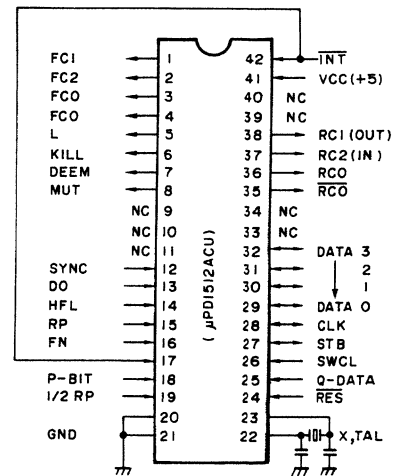 FC1 1 42 INT
FC2 2 41 VCC(+5)
FC0 3 40 NC
FC0 4 39 NC
L 5 38 RC1(OUT)
KILL 6 37 RC2(IN)
DEEM 7 36 RC0
MUT 8 35 RC0
NC 9 34 NC
NC 10 33 NC
NC 11 32 DATA 3
SYNC 12 31 2
DO 13 30 1
HFL 14 29 DATA 0
RP 15 28 CLK
FN 16 27 STB
17 26 SWCL
P-BIT 18 25 Q-DATA
1/2 RP 19 24 RES
20 23
GND 21 22 X,TAL
(μPD1512ACU)